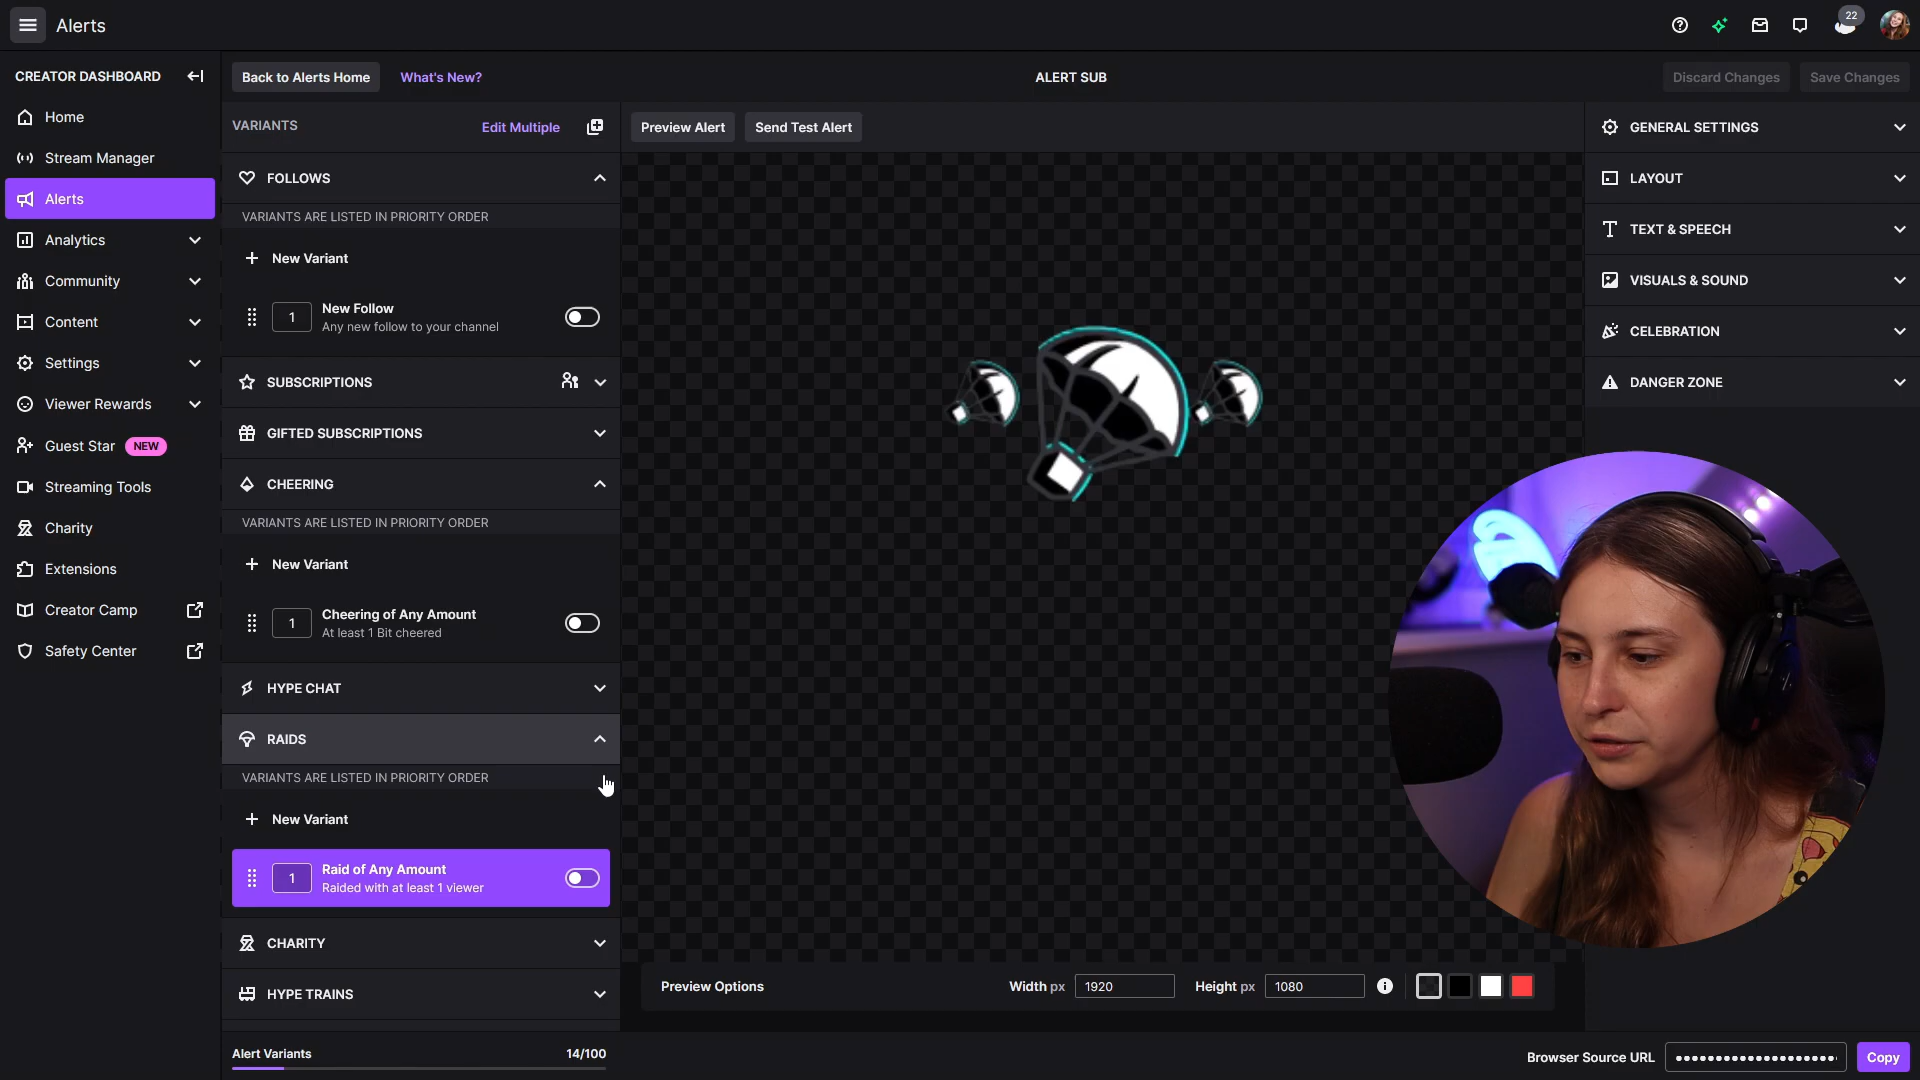 Alerts
22
CREATOR DASHBOARD
Home
Stream Manager
Alerts
Analytics
Community
Content
Settings
Viewer Rewards
Guest Star NEW
Streaming Tools
Charity
Extensions
Creator Camp
Safety Center
Back to Alerts Home
What's New?
ALERT SUB
Discard Changes
Save Changes
VARIANTS
Edit Multiple
FOLLOWS
VARIANTS ARE LISTED IN PRIORITY ORDER
New Variant
1
New Follow
Any new follow to your channel
SUBSCRIPTIONS
GIFTED SUBSCRIPTIONS
CHEERING
VARIANTS ARE LISTED IN PRIORITY ORDER
New Variant
1
Cheering of Any Amount
At least 1 Bit cheered
HYPE CHAT
RAIDS
VARIANTS ARE LISTED IN PRIORITY ORDER
New Variant
1
Raid of Any Amount
Raided with at least 1 viewer
CHARITY
HYPE TRAINS
Alert Variants
14/100
Preview Alert
Send Test Alert
Preview Options
Width px
1920
Height px
1080
GENERAL SETTINGS
LAYOUT
TEXT & SPEECH
VISUALS & SOUND
CELEBRATION
DANGER ZONE
Browser Source URL
Copy